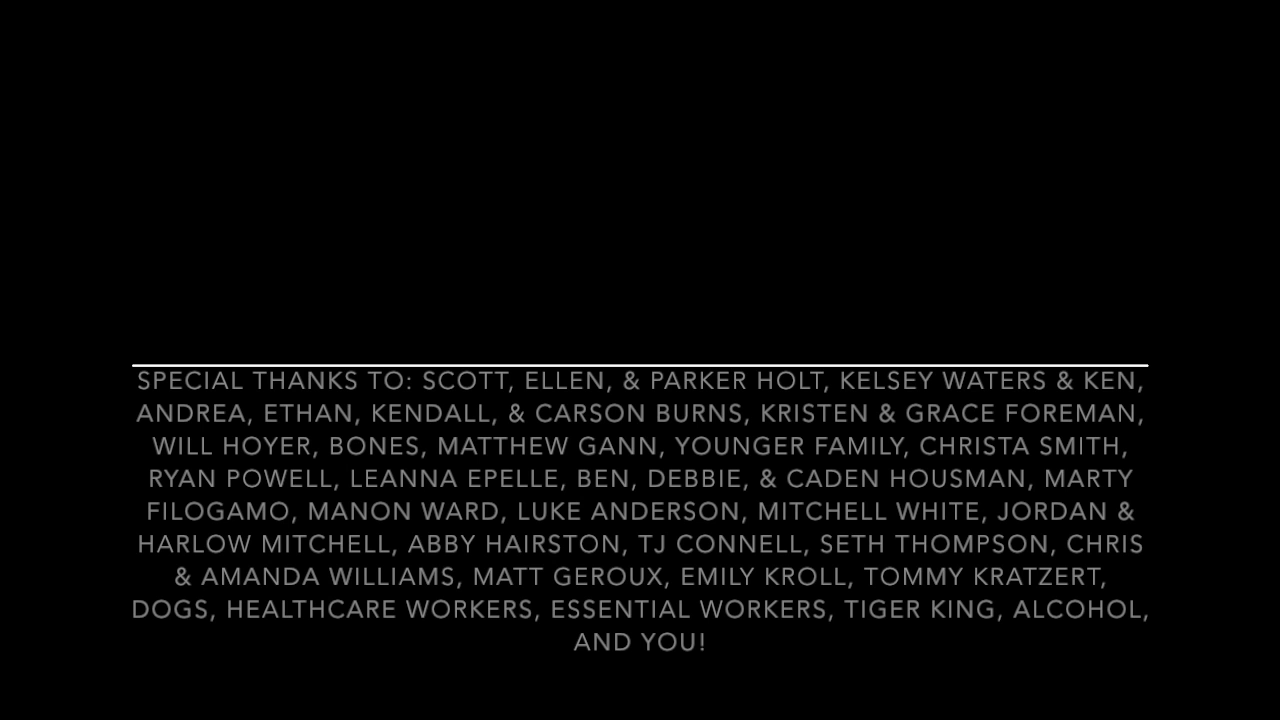 SPECIAL THANKS TO: SCOTT, ELLEN, & PARKER HOLT, KELSEY WATERS & KEN,
ANDREA, ETHAN, KENDALL, & CARSON BURNS, KRISTEN & GRACE FOREMAN,
WILL HOYER, BONES, MATTHEW GANN, YOUNGER FAMILY, CHRISTA SMITH,
RYAN POWELL, LEANNA EPELLE, BEN, DEBBIE, & CADEN HOUSMAN, MARTY
FILOGAMO, MANON WARD, LUKE ANDERSON, MITCHELL WHITE, JORDAN &
HARLOW MITCHELL, ABBY HAIRSTON, TJ CONNELL, SETH THOMPSON, CHRIS
& AMANDA WILLIAMS, MATT GEROUX, EMILY KROLL, TOMMY KRATZERT,
DOGS, HEALTHCARE WORKERS, ESSENTIAL WORKERS, TIGER KING, ALCOHOL,
AND YOU!